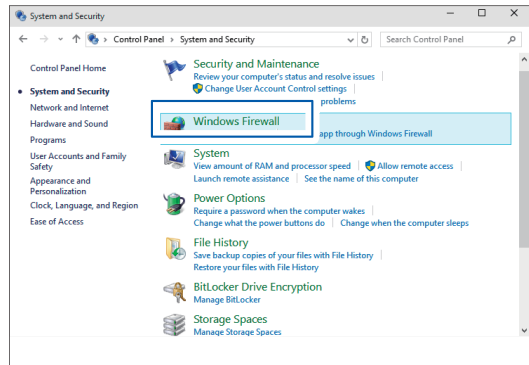 System and Security
Control Panel > System and Security
Search Control Panel
Control Panel Home
System and Security
Network and Internet
Hardware and Sound
Programs
User Accounts and Family
Safety
Appearance and
Personalization
Clock, Language, and Region
Ease of Access
Security and Maintenance
Review your computer's status and resolve issues
Change User Account Control settings
problems
Windows Firewall
app through Windows Firewall
System
View amount of RAM and processor speed
Allow remote access
Launch remote assistance
See the name of this computer
Power Options
Require a password when the computer wakes
Change what the power buttons do
Change when the computer sleeps
File History
Save backup copies of your files with File History
Restore your files with File History
BitLocker Drive Encryption
Manage BitLocker
Storage Spaces
Manage Storage Spaces